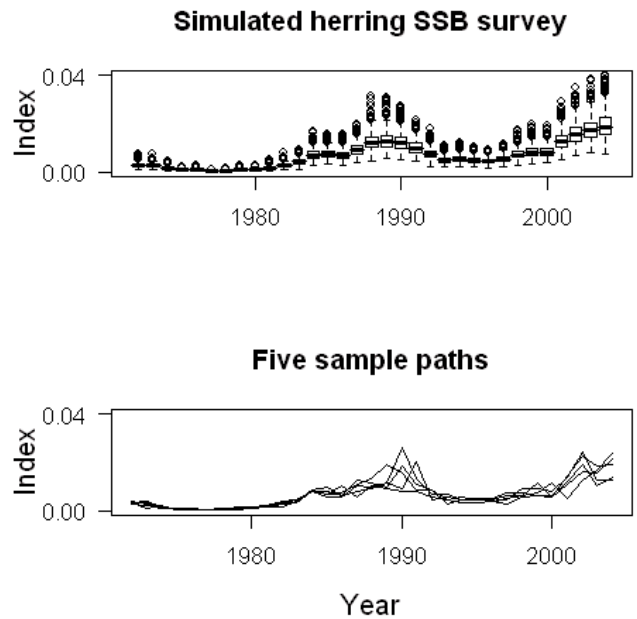 Simulated herring SSB survey
Index
0.04
0.00
1980 1990 2000
Five sample paths
Index
0.04
0.00
1980 1990 2000
Year